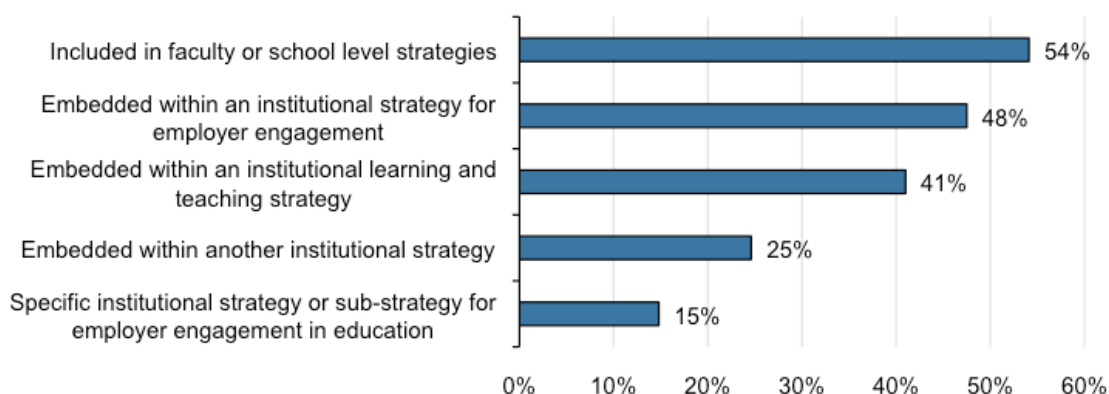 Included in faculty or school level strategies
54%
Embedded within an institutional strategy for
employer engagement
48%
Embedded within an institutional learning and
teaching strategy
41%
Embedded within another institutional strategy
25%
Specific institutional strategy or sub-strategy for
employer engagement in education
15%
0% 10% 20% 30% 40% 50% 60%